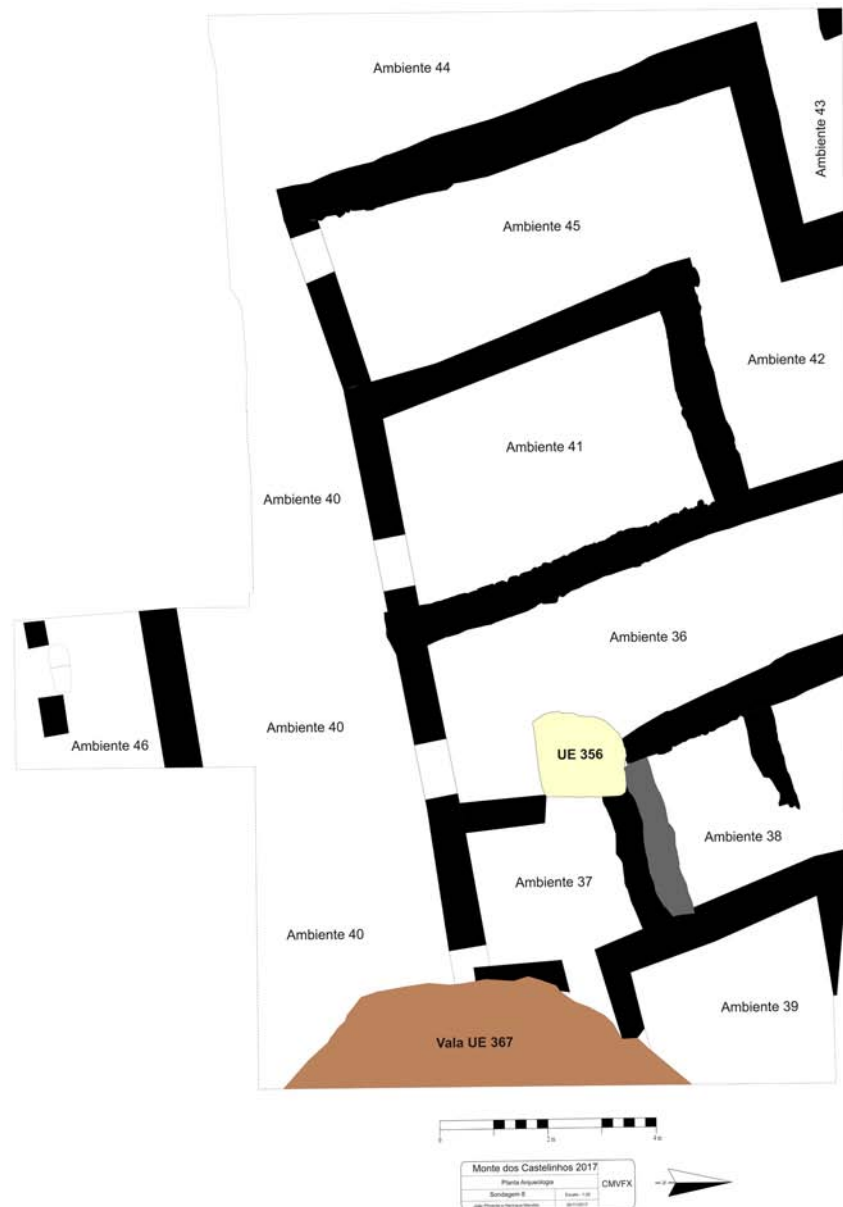 Ambiente 44
Ambiente 43
Ambiente 45
Ambiente 42
Ambiente 41
Ambiente 40
Ambiente 36
Ambiente 40
Ambiente 46
UE 356
Ambiente 38
Ambiente 37
Ambiente 40
Ambiente 39
Vala UE 367
0 2m 4m
Monte dos Castelinhos 2017
Planta Arqueologia
CMVFX
Sondagem 6